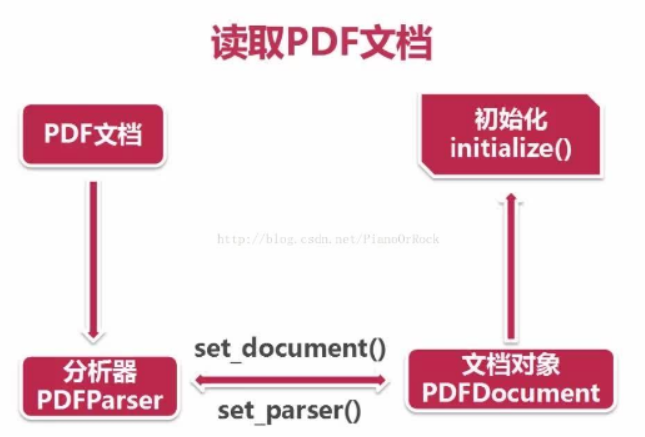 读取PDF文档
PDF文档
初始化
initialize()
http://blog.csdn.net/PianoOrRock
set_document()
分析器
PDFParser
set_parser()
文档对象
PDFDocument